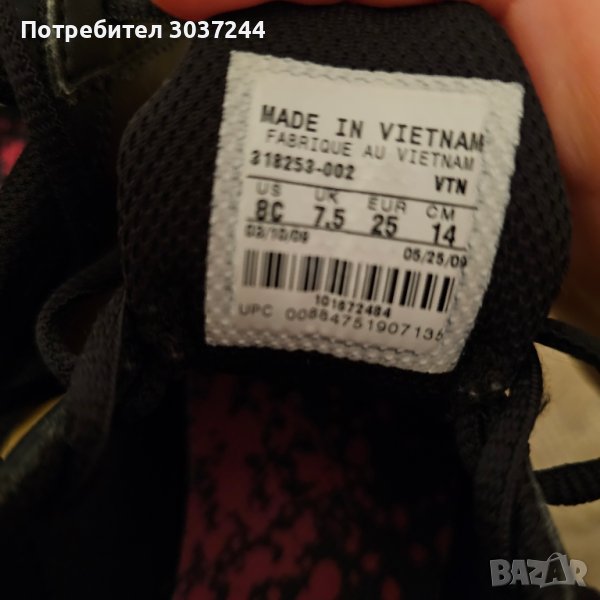 Потребител 3037244
MADE IN VIETNAM
FABRIQUE AU VIETNAM
318253-002 VTN
US UK EUR CM
8C 7.5 25 14
03/10/09 05/25/09
101672484
UPC 00884751907135
BAZAR